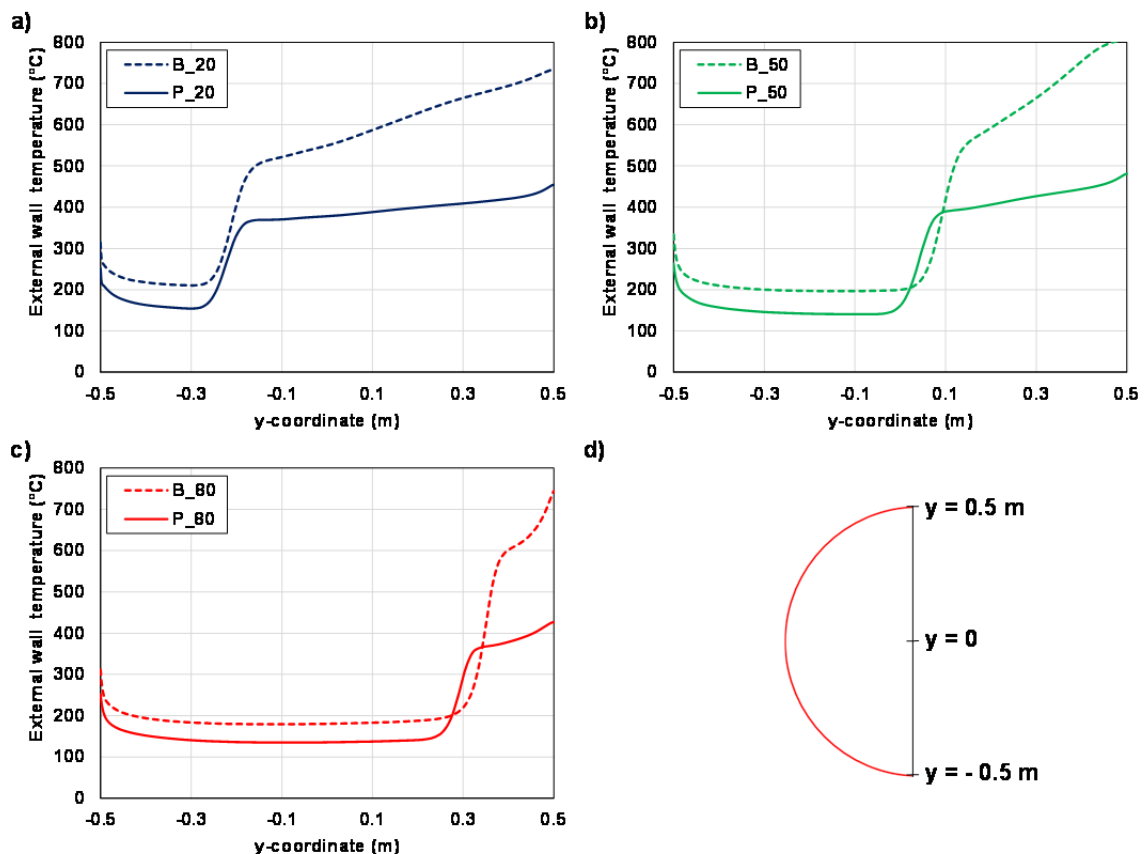 a)
External wall temperature (°C)
800
700
600
500
400
300
200
100
0
B_20
P_20
-0.5
-0.3
-0.1
0.1
0.3
0.5
y-coordinate (m)
b)
External wall temperature (°C)
800
700
600
500
400
300
200
100
0
B_50
P_50
-0.5
-0.3
-0.1
0.1
0.3
0.5
y-coordinate (m)
c)
External wall temperature (°C)
800
700
600
500
400
300
200
100
0
B_80
P_80
-0.5
-0.3
-0.1
0.1
0.3
0.5
y-coordinate (m)
d)
y = 0.5 m
y = 0
y = - 0.5 m